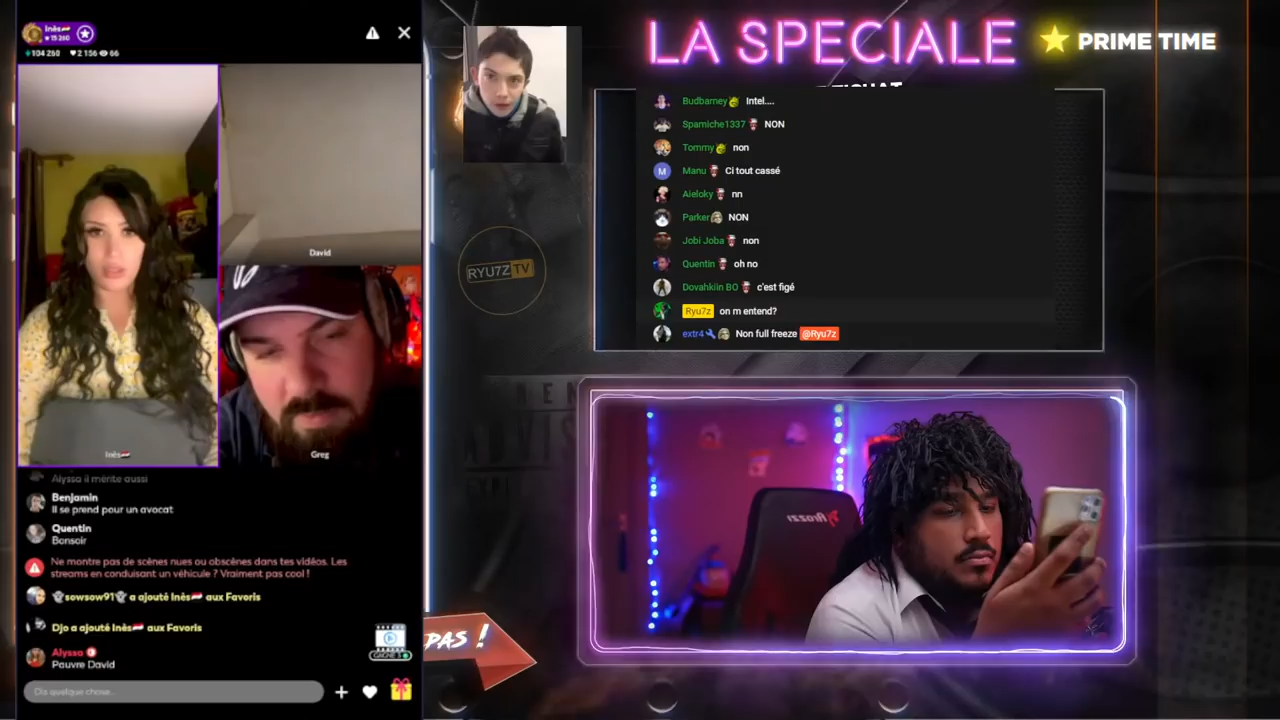 Inès
15 260
104 260 2 156 66
David
Inès
Greg
Alyssa il mérite aussi
Benjamin
Il se prend pour un avocat
Quentin
Bonsoir
Ne montre pas de scènes nues ou obscènes dans tes vidéos. Les
streams en conduisant un véhicule ? Vraiment pas cool !
sowsow91 a ajouté Inès aux Favoris
Djo a ajouté Inès aux Favoris
Alyssa
Pauvre David
Dis quelque chose...
PAS !
RYU7Z TV
LA SPECIALE
PRIME TIME
Budbarney Intel....
Spamiche1337 NON
Tommy non
M Manu Ci tout cassé
Aieloky nn
Parker NON
Jobi Joba non
Quentin oh no
Dovahkiin BO c'est figé
Ryu7z on m entend?
extr4 Non full freeze @Ryu7z
Arozzi